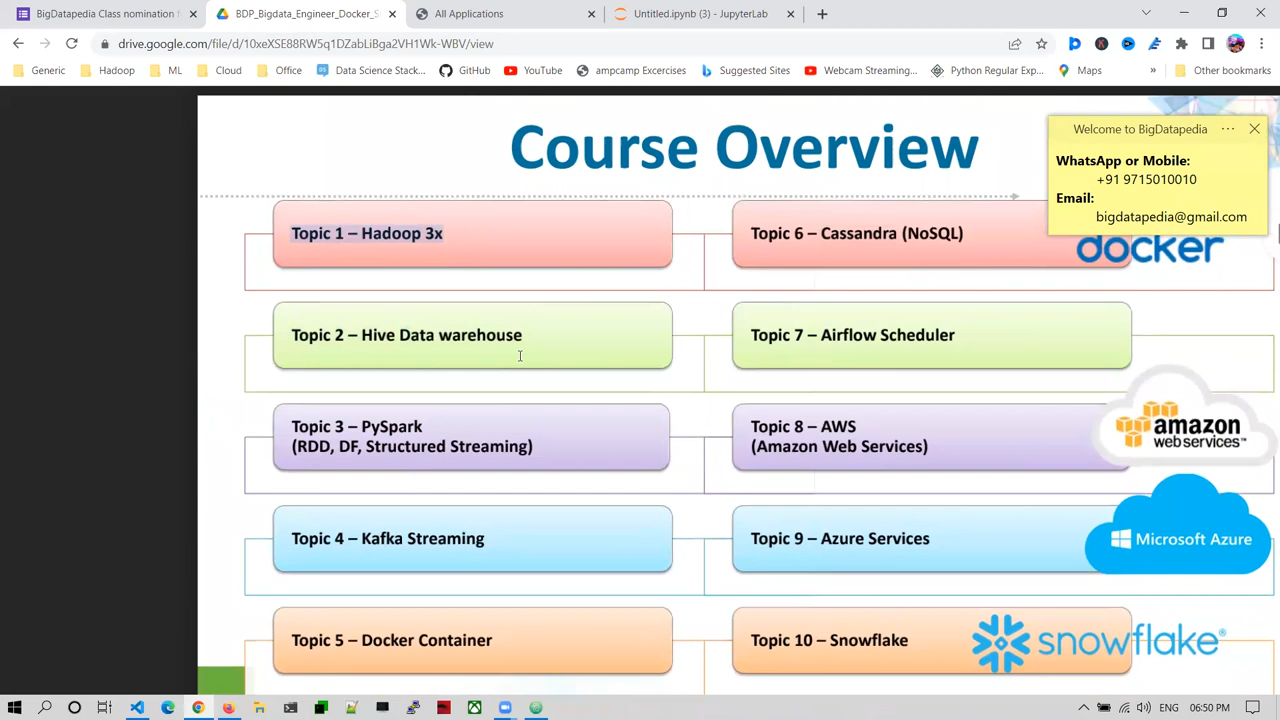 BigDatapedia Class nomination f
BDP_Bigdata_Engineer_Docker_S
All Applications
Untitled.ipynb (3) - JupyterLab
drive.google.com/file/d/10xeXSE88RW5q1DZabLiBga2VH1Wk-W9V/view
Generic
Hadoop
ML
Cloud
Office
Data Science Stack...
GitHub
YouTube
ampcamp Excercises
Suggested Sites
Webcam Streaming...
Python Regular Exp...
Maps
»
Other bookmarks
Course Overview
Welcome to BigDatapedia
WhatsApp or Mobile:
+91 9715010010
Email:
bigdatapedia@gmail.com
Topic 1 – Hadoop 3x
Topic 2 – Hive Data warehouse
Topic 3 – PySpark
(RDD, DF, Structured Streaming)
Topic 4 – Kafka Streaming
Topic 5 – Docker Container
Topic 6 – Cassandra (NoSQL)
docker
Topic 7 – Airflow Scheduler
Topic 8 – AWS
(Amazon Web Services)
amazon
web services™
Topic 9 – Azure Services
Microsoft Azure
Topic 10 – Snowflake
snowflake®
ENG
06:50 PM